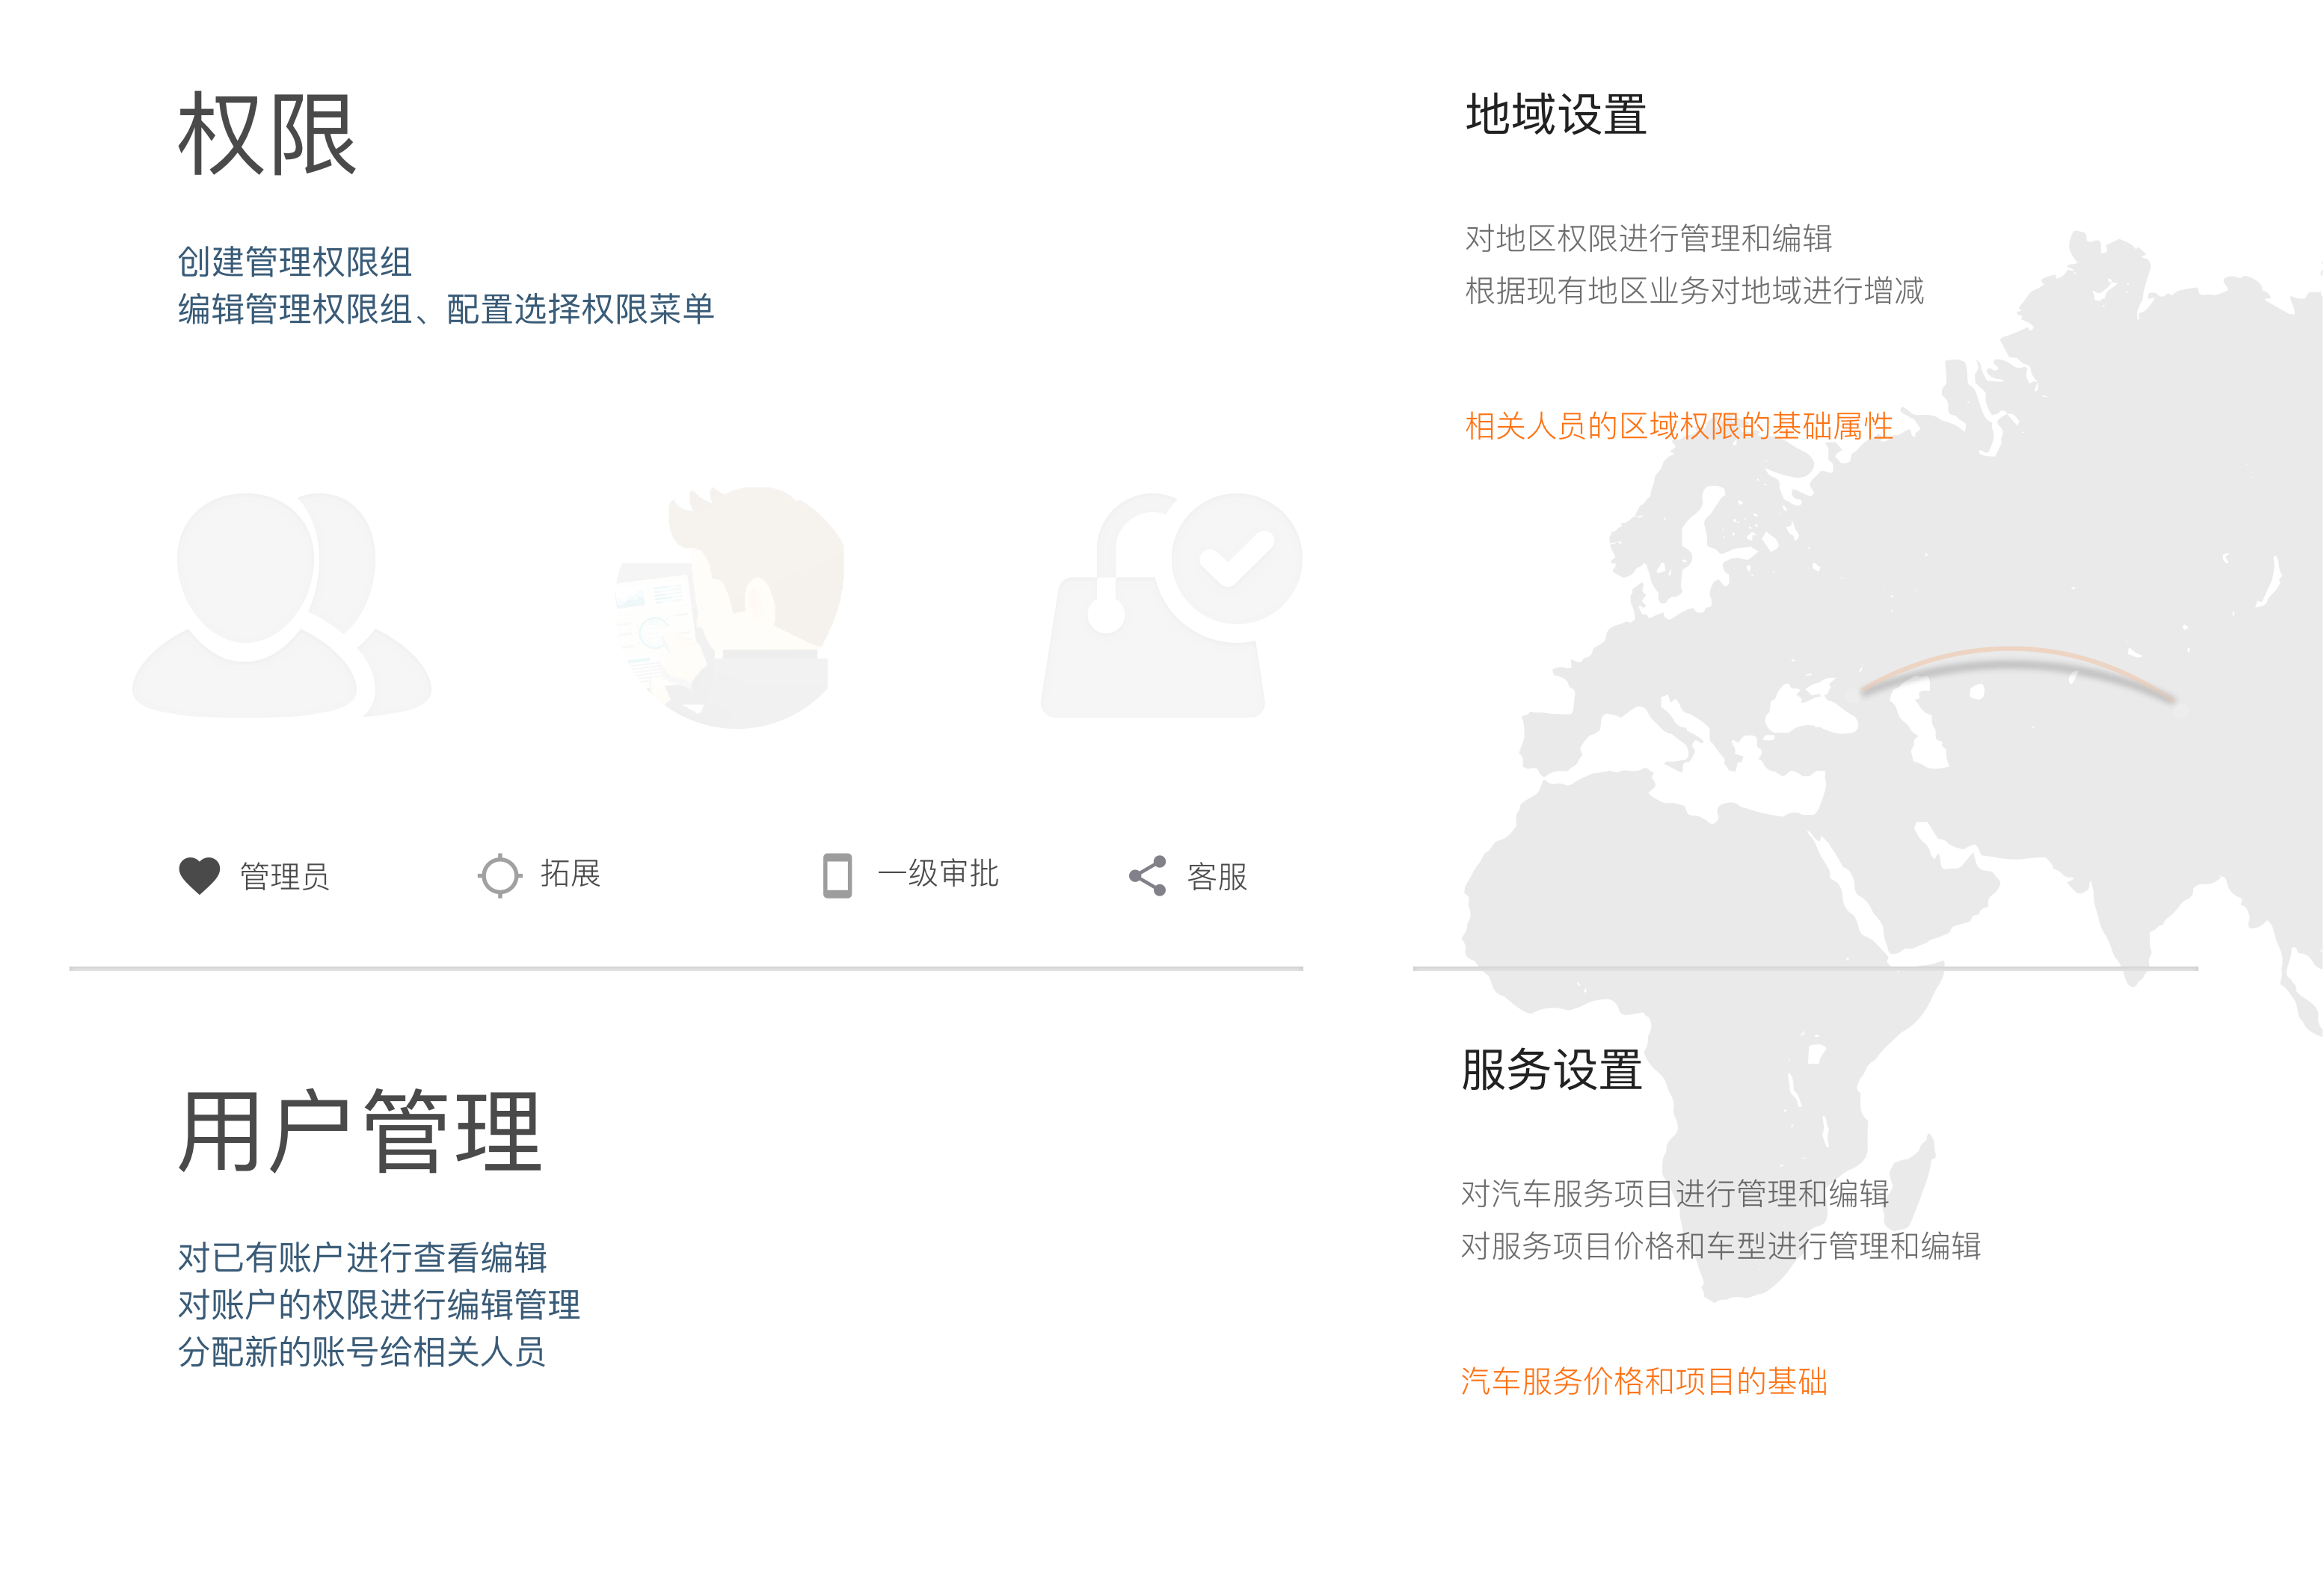 权限
创建管理权限组
编辑管理权限组、配置选择权限菜单
管理员
拓展
一级审批
客服
用户管理
对已有账户进行查看编辑
对账户的权限进行编辑管理
分配新的账号给相关人员
地域设置
对地区权限进行管理和编辑
根据现有地区业务对地域进行增减
相关人员的区域权限的基础属性
服务设置
对汽车服务项目进行管理和编辑
对服务项目价格和车型进行管理和编辑
汽车服务价格和项目的基础